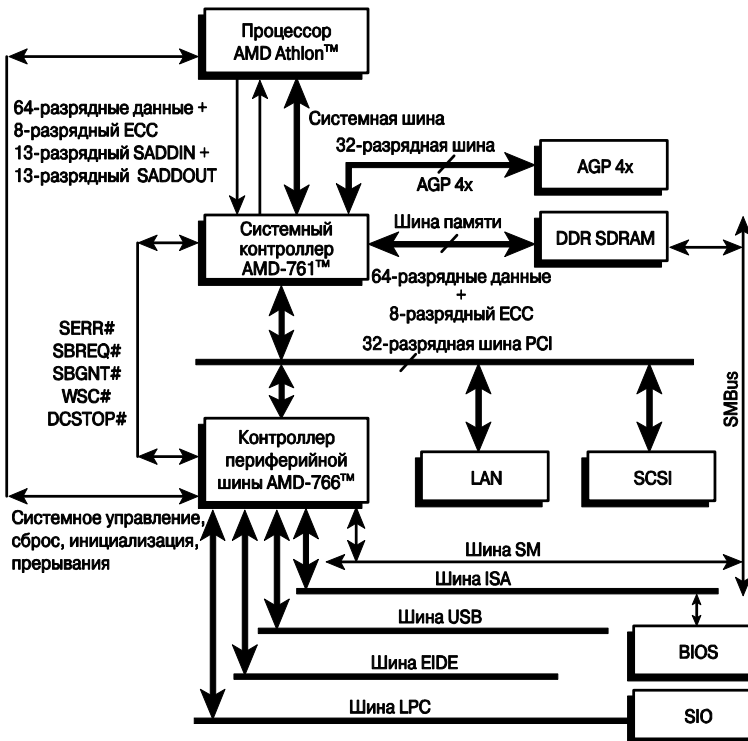 Процессор
AMD Athlon™
64-разрядные данные +
8-разрядный ECC
13-разрядный SADDIN +
13-разрядный SADDOUT
Системная шина
32-разрядная шина
AGP 4x
AGP 4x
Системный
контроллер
AMD-761™
Шина памяти
DDR SDRAM
64-разрядные данные
+
8-разрядный ECC
SERR#
SBREQ#
SBGNT#
WSC#
DCSTOP#
32-разрядная шина PCI
SMBus
Контроллер
периферийной
шины AMD-766™
LAN
SCSI
Системное управление,
сброс, инициализация,
прерывания
Шина SM
Шина ISA
Шина USB
BIOS
Шина EIDE
Шина LPC
SIO